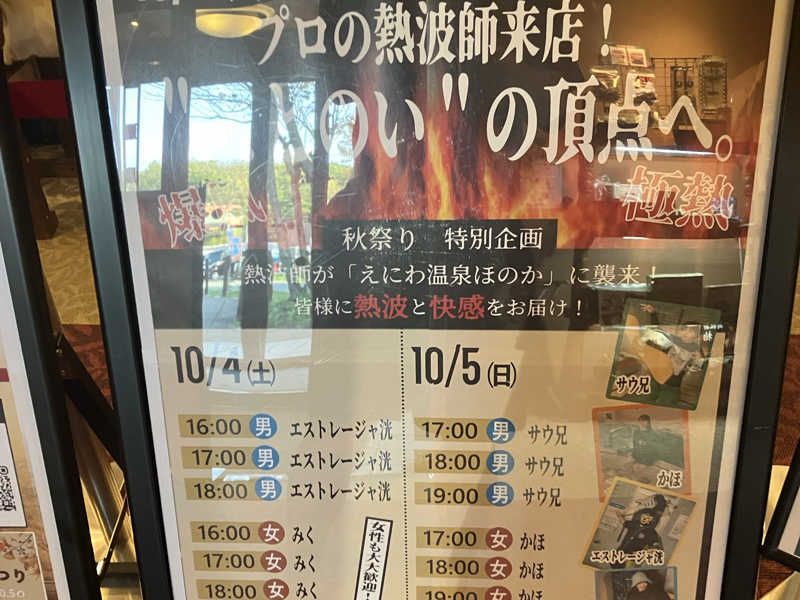 プロの熱波師来店！
"ととのい"の頂点へ。
極熱
秋祭り 特別企画
熱波師が「えにわ温泉ほのか」に襲来！
皆様に熱波と快感をお届け！
10/4(土)
16:00 男 エストレージャ洸
17:00 男 エストレージャ洸
18:00 男 エストレージャ洸
16:00 女 みく
17:00 女 みく
18:00 女 みく
女性も大大歓迎！
10/5(日)
17:00 男 サウ兄
18:00 男 サウ兄
19:00 男 サウ兄
17:00 女 かほ
18:00 女 かほ
19:00 女 かほ
サウ兄
かほ
エストレージャ洸